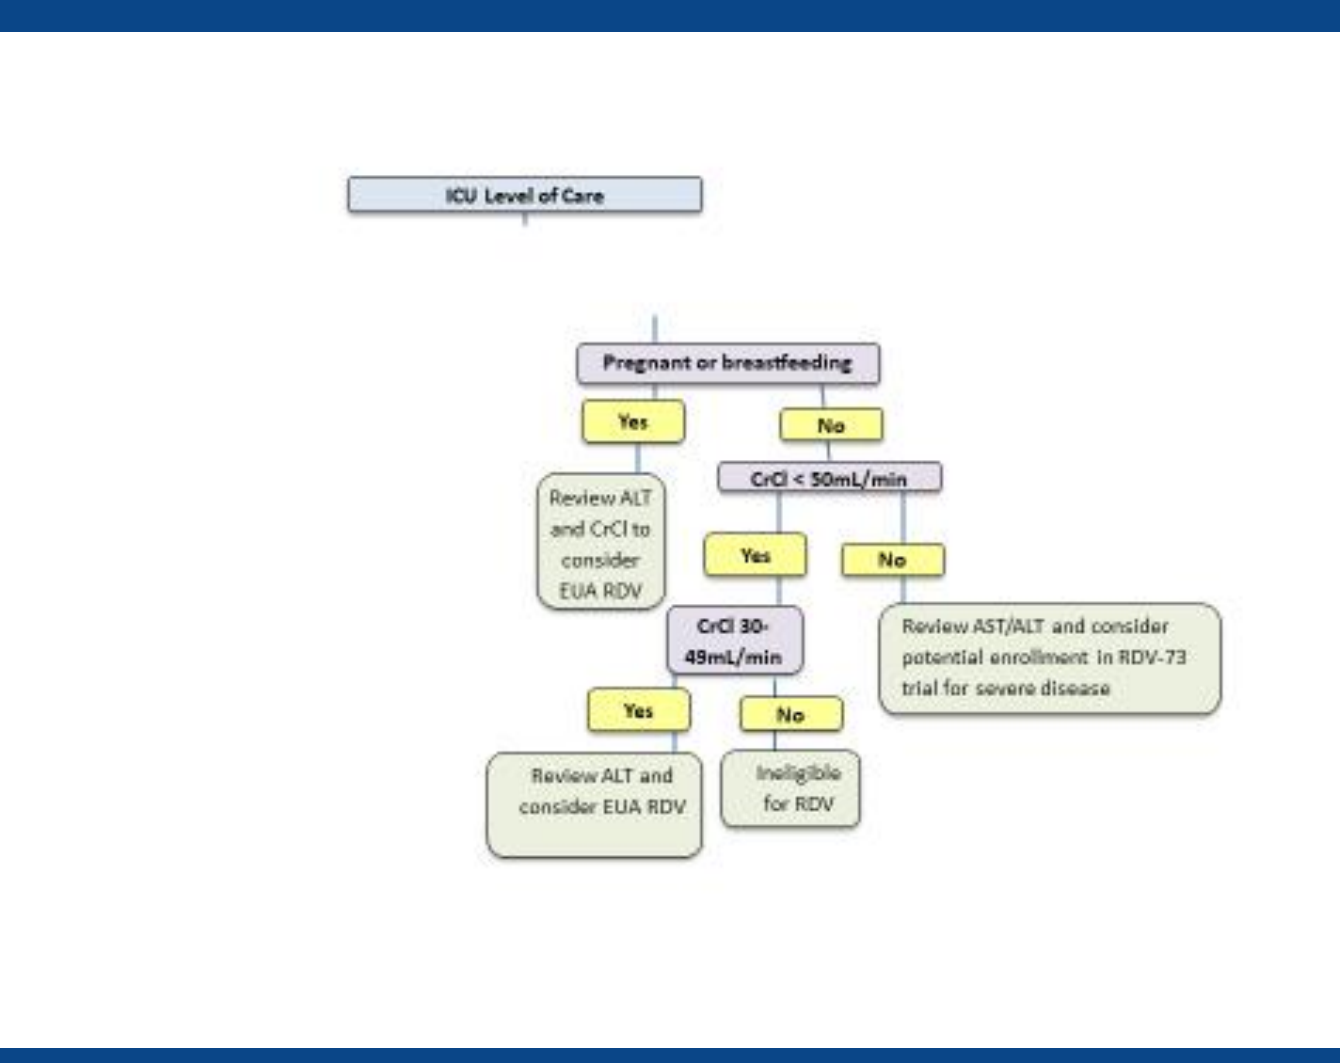 ICU Level of Care
Pregnant or breastfeeding
Yes
No
CrCl < 50mL/min
Review ALT
and CrCl to
consider
EUA RDV
Yes
No
CrCl 30-
49mL/min
Review AST/ALT and consider
potential enrollment in RDV-73
trial for severe disease
Yes
No
Review ALT and
consider EUA RDV
Ineligible
for RDV